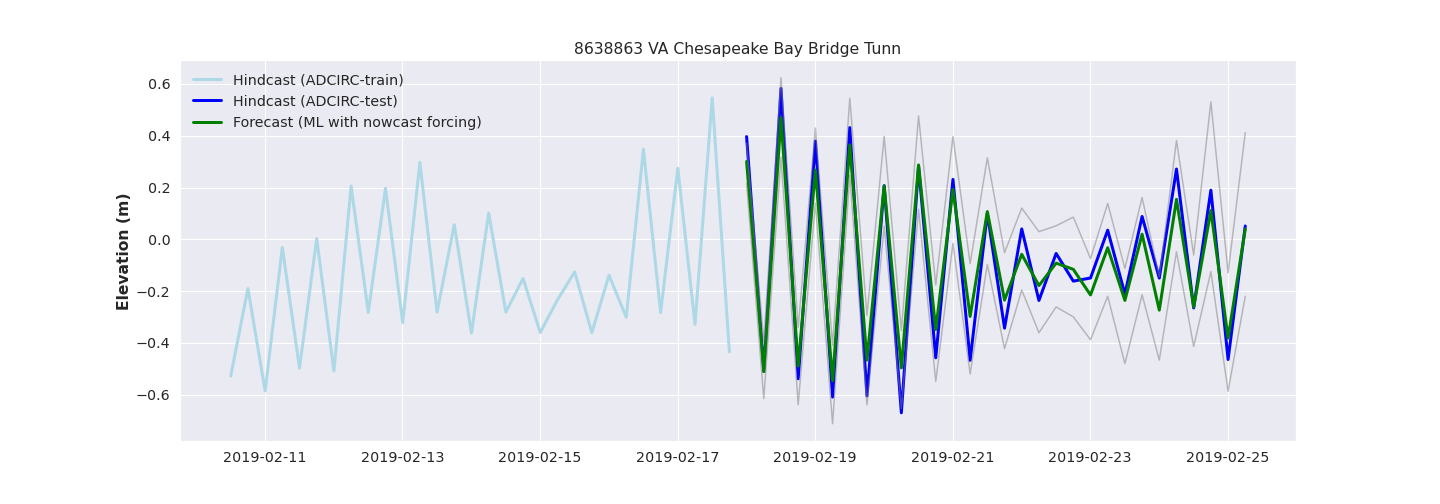 8638863 VA Chesapeake Bay Bridge Tunn
Hindcast (ADCIRC-train)
Hindcast (ADCIRC-test)
Forecast (ML with nowcast forcing)
Elevation (m)
0.6
0.4
0.2
0.0
−0.2
−0.4
−0.6
2019-02-11 2019-02-13 2019-02-15 2019-02-17 2019-02-19 2019-02-21 2019-02-23 2019-02-25